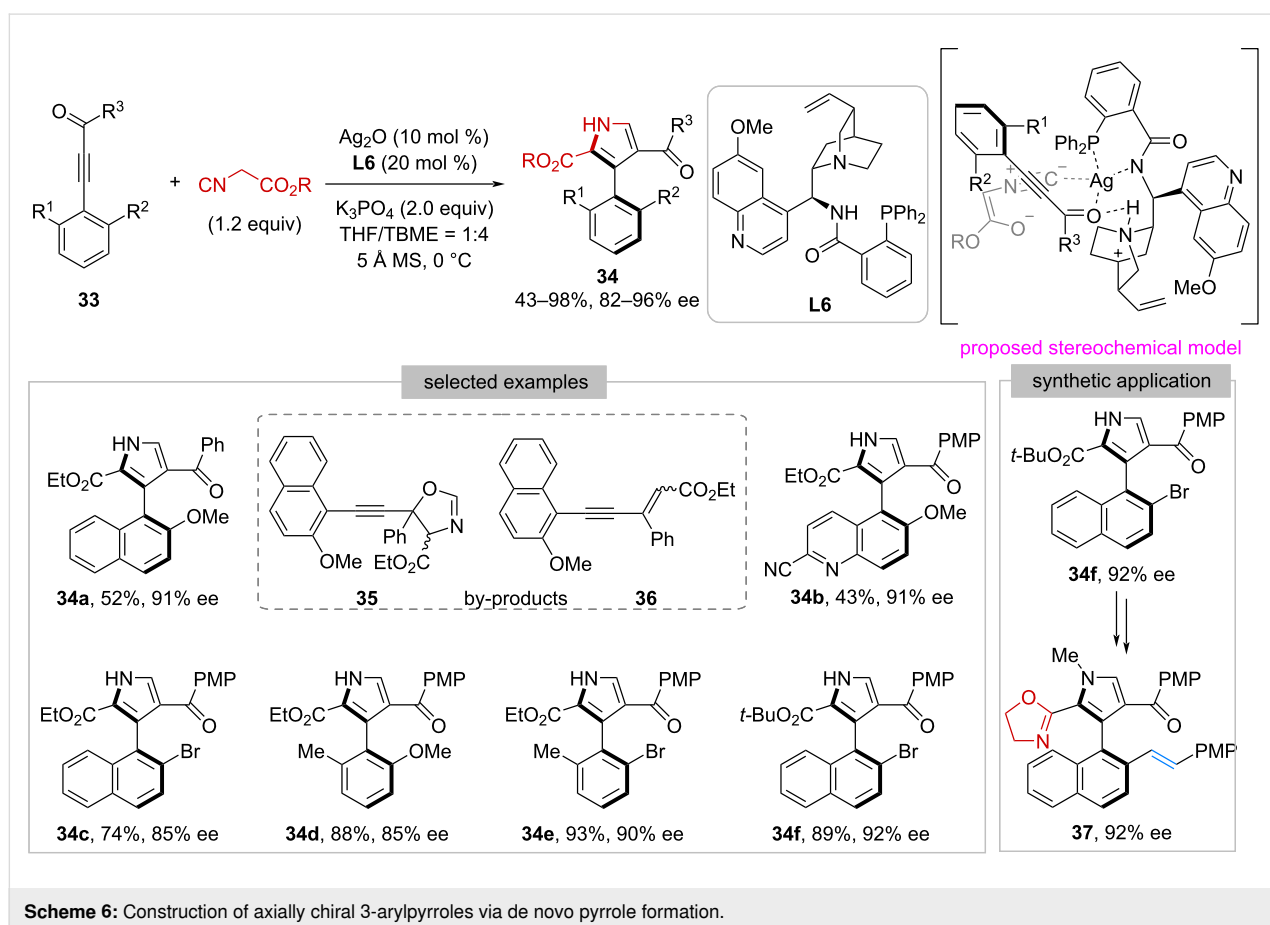 O
R³
R¹
R²
33
+
CN
CO₂R
(1.2 equiv)
Ag₂O (10 mol %)
L6 (20 mol %)
K₃PO₄ (2.0 equiv)
THF/TBME = 1:4
5 Å MS, 0 °C
HN
R³
RO₂C
O
R¹
R²
34
43–98%, 82–96% ee
OMe
N
N
NH
PPh₂
O
L6
R¹
Ph₂P
O
R²
+
N
C
−
Ag
N
N
O
H
RO
O
−
R³
N
+
MeO
proposed stereochemical model
selected examples
HN
Ph
EtO₂C
O
OMe
34a, 52%, 91% ee
O
N
Ph
OMe
EtO₂C
35
by-products
CO₂Et
Ph
OMe
36
HN
PMP
EtO₂C
O
OMe
NC
N
34b, 43%, 91% ee
HN
PMP
EtO₂C
O
Br
34c, 74%, 85% ee
HN
PMP
EtO₂C
O
Me
OMe
34d, 88%, 85% ee
HN
PMP
EtO₂C
O
Me
Br
34e, 93%, 90% ee
HN
PMP
t-BuO₂C
O
Br
34f, 89%, 92% ee
synthetic application
HN
PMP
t-BuO₂C
O
Br
34f, 92% ee
Me
N
PMP
O
O
N
PMP
37, 92% ee
Scheme 6: Construction of axially chiral 3-arylpyrroles via de novo pyrrole formation.